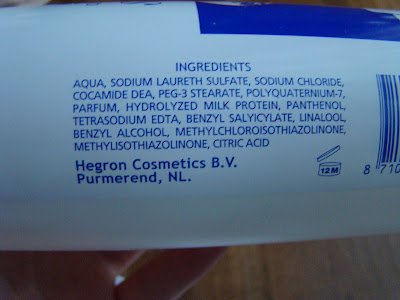 INGREDIENTS
AQUA, SODIUM LAURETH SULFATE, SODIUM CHLORIDE,
COCAMIDE DEA, PEG-3 STEARATE, POLYQUATERNIUM-7,
PARFUM, HYDROLYZED MILK PROTEIN, PANTHENOL,
TETRASODIUM EDTA, BENZYL SALYICYLATE, LINALOOL,
BENZYL ALCOHOL, METHYLCHLOROISOTHIAZOLINONE,
METHYLISOTHIAZOLINONE, CITRIC ACID
Hegron Cosmetics B.V.
Purmerend, NL.
12M
8 710